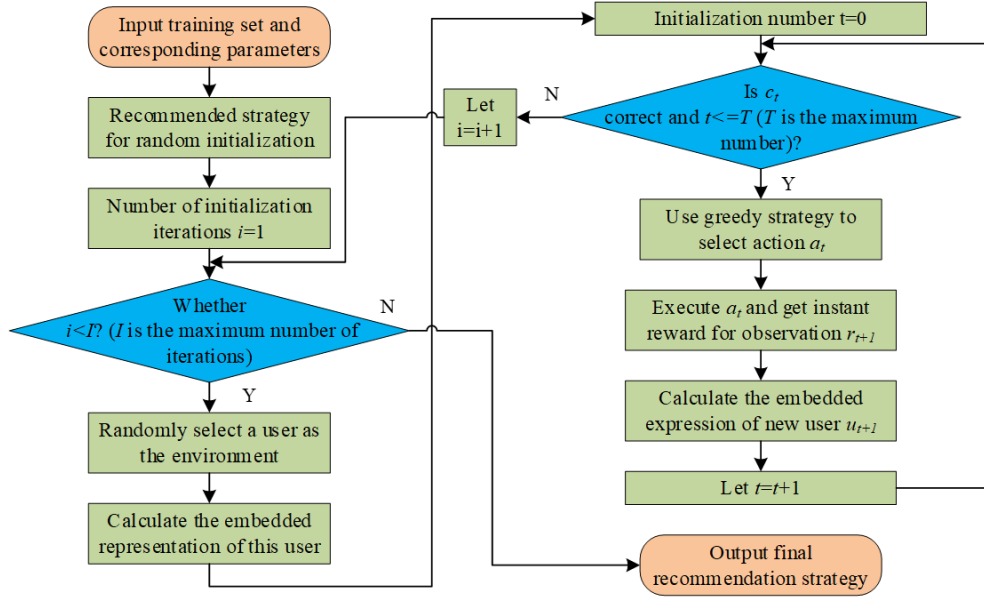 Input training set and
corresponding parameters
Recommended strategy
for random initialization
Number of initialization
iterations i=1
Whether
i<I? (I is the maximum number of
iterations)
N
Y
Randomly select a user as
the environment
Calculate the embedded
representation of this user
Initialization number t=0
Is cₜ
correct and t<=T (T is the maximum
number)?
N
Let
i=i+1
Y
Use greedy strategy to
select action aₜ
Execute aₜ and get instant
reward for observation rₜ₊₁
Calculate the embedded
expression of new user uₜ₊₁
Let t=t+1
Output final
recommendation strategy